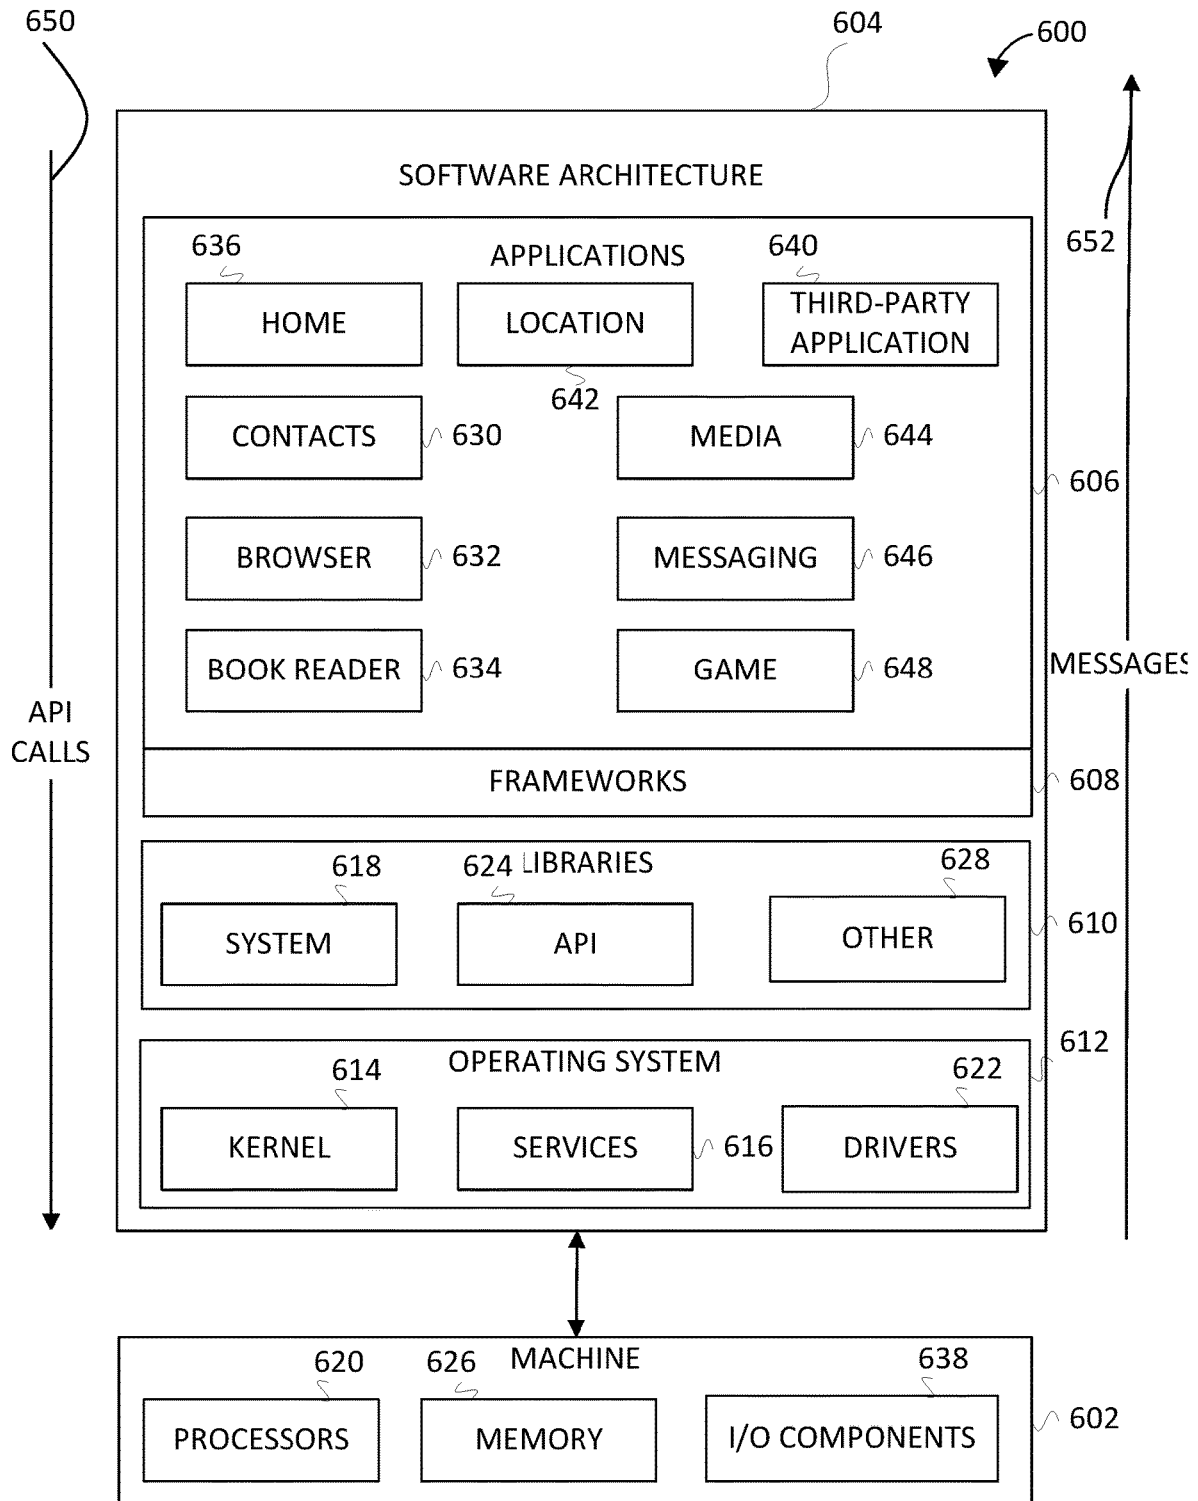 650
604
600
SOFTWARE ARCHITECTURE
652
636
APPLICATIONS
640
HOME
LOCATION
THIRD-PARTY
APPLICATION
642
CONTACTS
630
MEDIA
644
606
BROWSER
632
MESSAGING
646
BOOK READER
634
GAME
648
MESSAGES
API
CALLS
FRAMEWORKS
608
618
624
LIBRARIES
628
SYSTEM
API
OTHER
610
612
614
OPERATING SYSTEM
622
KERNEL
SERVICES
616
DRIVERS
620
626
MACHINE
638
PROCESSORS
MEMORY
I/O COMPONENTS
602